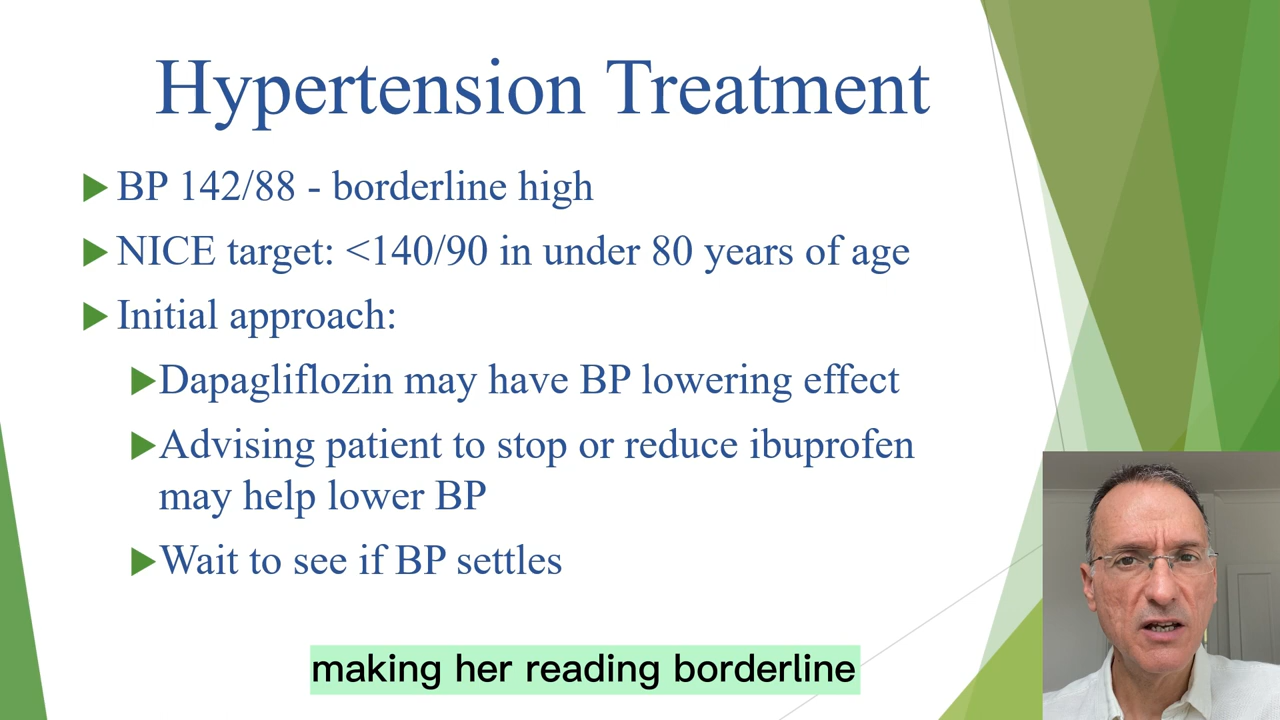 Hypertension Treatment
BP 142/88 - borderline high
NICE target: <140/90 in under 80 years of age
Initial approach:
Dapagliflozin may have BP lowering effect
Advising patient to stop or reduce ibuprofen
may help lower BP
Wait to see if BP settles
making her reading borderline